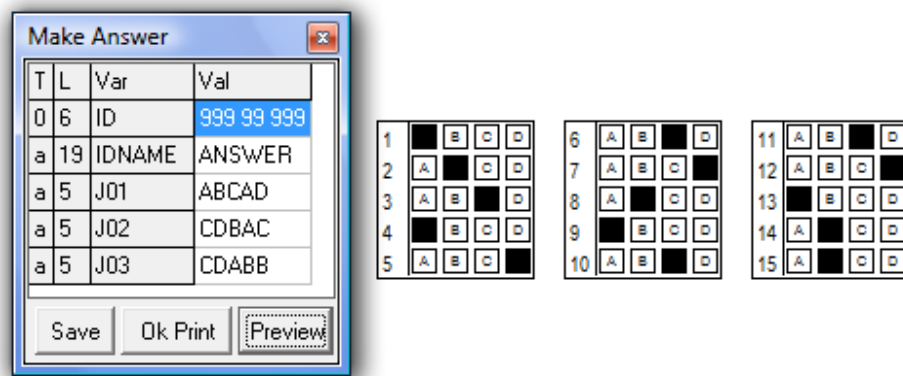 Make Answer
T L Var Val
0 6 ID 999 99 999
a 19 IDNAME ANSWER
a 5 J01 ABCAD
a 5 J02 CDBAC
a 5 J03 CDABB
Save Ok Print Preview
1 B C D
2 A C D
3 A B D
4 B C D
5 A B C
6 A B D
7 A B C
8 A C D
9 B C D
10 A B D
11 A B D
12 A B C
13 B C D
14 A C D
15 A C D